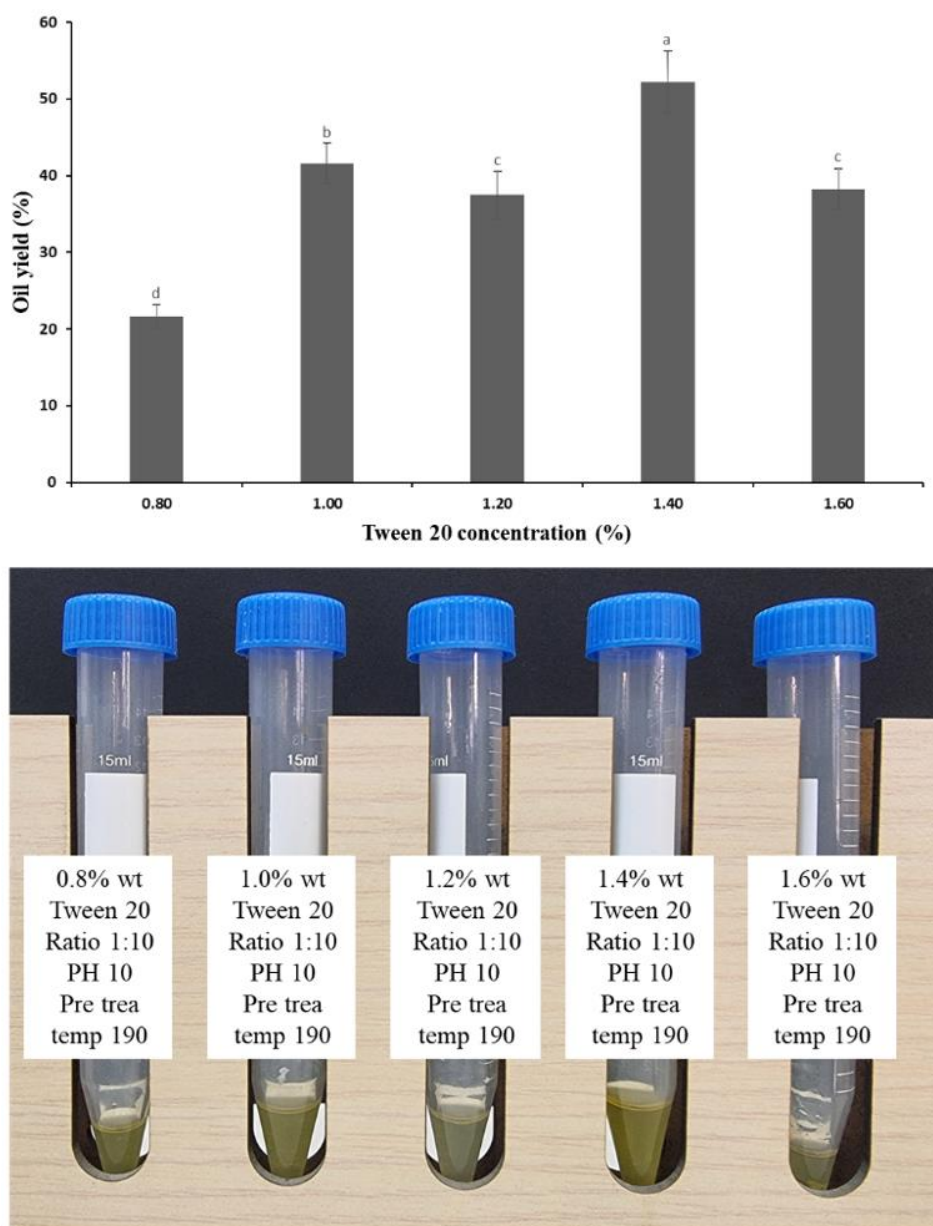 60
50
40
30
20
10
0
Oil yield (%)
d
b
c
a
c
0.80 1.00 1.20 1.40 1.60
Tween 20 concentration (%)
15ml 15ml 5ml 15ml
0.8% wt
Tween 20
Ratio 1:10
PH 10
Pre trea
temp 190
1.0% wt
Tween 20
Ratio 1:10
PH 10
Pre trea
temp 190
1.2% wt
Tween 20
Ratio 1:10
PH 10
Pre trea
temp 190
1.4% wt
Tween 20
Ratio 1:10
PH 10
Pre trea
temp 190
1.6% wt
Tween 20
Ratio 1:10
PH 10
Pre trea
temp 190